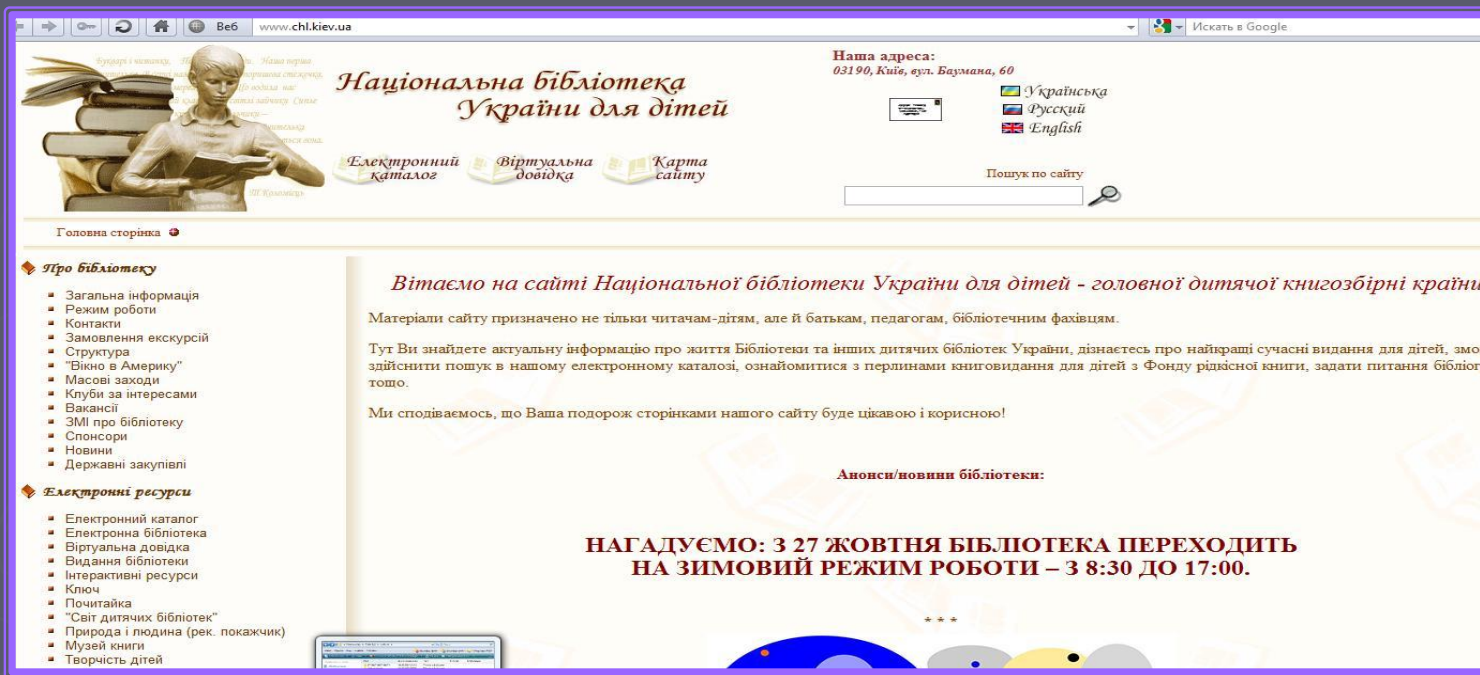 Веб www.chl.kiev.ua Искать в Google
Національна бібліотека
України для дітей
Електронний каталог
Віртуальна довідка
Карта сайту
Наша адреса:
03190, Київ, вул. Баумана, 60
Українська
Русский
English
Пошук по сайту
Головна сторінка
Про бібліотеку
Загальна інформація
Режим роботи
Контакти
Замовлення екскурсій
Структура
"Вікно в Америку"
Масові заходи
Клуби за інтересами
Вакансії
ЗМІ про бібліотеку
Спонсори
Новини
Державні закупівлі
Електронні ресурси
Електронний каталог
Електронна бібліотека
Віртуальна довідка
Видання бібліотеки
Інтерактивні ресурси
Ключ
Почитайка
"Світ дитячих бібліотек"
Природа і людина (рек. покажчик)
Музей книги
Творчість дітей
Вітаємо на сайті Національної бібліотеки України для дітей - головної дитячої книгозбірні країни
Матеріали сайту призначено не тільки читачам-дітям, але й батькам, педагогам, бібліотечним фахівцям.
Тут Ви знайдете актуальну інформацію про життя Бібліотеки та інших дитячих бібліотек України, дізнаєтесь про найкращі сучасні видання для дітей, змо
здійснити пошук в нашому електронному каталозі, ознайомитися з перлинами книговидання для дітей з Фонду рідкісної книги, задати питання бібліог
тощо.
Ми сподіваємось, що Ваша подорож сторінками нашого сайту буде цікавою і корисною!
Анонси/новини бібліотеки:
НАГАДУЄМО: З 27 ЖОВТНЯ БІБЛІОТЕКА ПЕРЕХОДИТЬ
НА ЗИМОВИЙ РЕЖИМ РОБОТИ – З 8:30 ДО 17:00.
* * *